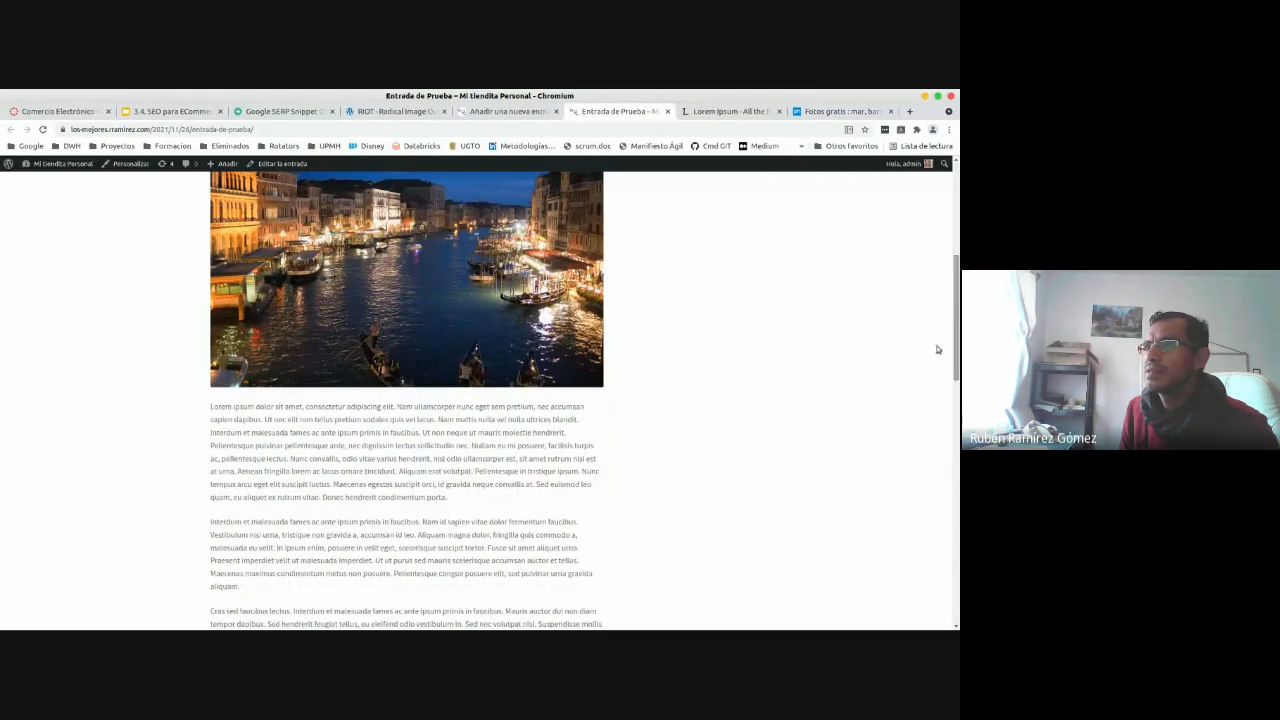 Entrada de Prueba – Mi tiendita Personal - Chromium
Comercio Electrónico -
3.4. SEO para ECommer
Google SERP Snippet O
RIOT - Radical Image O
Añadir una nueva entr
Entrada de Prueba – M
Lorem Ipsum - All the f
Fotos gratis : mar, bar
los-mejores.rramirez.com/2021/11/26/entrada-de-prueba/
Google
DWH
Proyectos
Formacion
Eliminados
Rotators
UPMH
Disney
Databricks
UGTO
Metodologías...
scrum.doc
Manifiesto Ágil
Cmd GIT
Medium
»
Otros favoritos
Lista de lectura
Mi tiendita Personal
Personalizar
4
0
Añadir
Editar la entrada
Hola, admin
Lorem ipsum dolor sit amet, consectetur adipiscing elit. Nam ullamcorper nunc eget sem pretium, nec accumsan
sapien dapibus. Ut nec elit non tellus pretium sodales quis vel lacus. Nam mattis nulla vel nulla ultrices blandit.
Interdum et malesuada fames ac ante ipsum primis in faucibus. Ut non neque ut mauris molestie hendrerit.
Pellentesque pulvinar pellentesque ante, nec dignissim lectus sollicitudin nec. Nullam eu mi posuere, facilisis turpis
ac, pellentesque lectus. Nunc convallis, odio vitae varius hendrerit, nisl odio ullamcorper est, sit amet rutrum nisl est
at urna. Aenean fringilla lorem ac lacus ornare tincidunt. Aliquam erat volutpat. Pellentesque in tristique ipsum. Nunc
tempus arcu eget elit suscipit luctus. Maecenas egestas suscipit orci, id gravida neque convallis at. Sed euismod leo
quam, eu aliquet ex rutrum vitae. Donec hendrerit condimentum porta.
Interdum et malesuada fames ac ante ipsum primis in faucibus. Nam id sapien vitae dolor fermentum faucibus.
Vestibulum nisi urna, tristique non gravida a, accumsan id leo. Aliquam magna dolor, fringilla quis commodo a,
malesuada eu velit. In ipsum enim, posuere in velit eget, scelerisque suscipit tortor. Fusce sit amet aliquet urna.
Praesent imperdiet velit ut malesuada imperdiet. Ut ut purus sed mauris scelerisque accumsan auctor et tellus.
Maecenas maximus condimentum metus non posuere. Pellentesque congue posuere elit, sed pulvinar urna gravida
aliquam.
Cras sed faucibus lectus. Interdum et malesuada fames ac ante ipsum primis in faucibus. Mauris auctor dui non diam
tempor dapibus. Sed hendrerit feugiat tellus, eu eleifend odio vestibulum in. Sed nec volutpat nisl. Suspendisse mollis
Rubén Ramírez Gómez